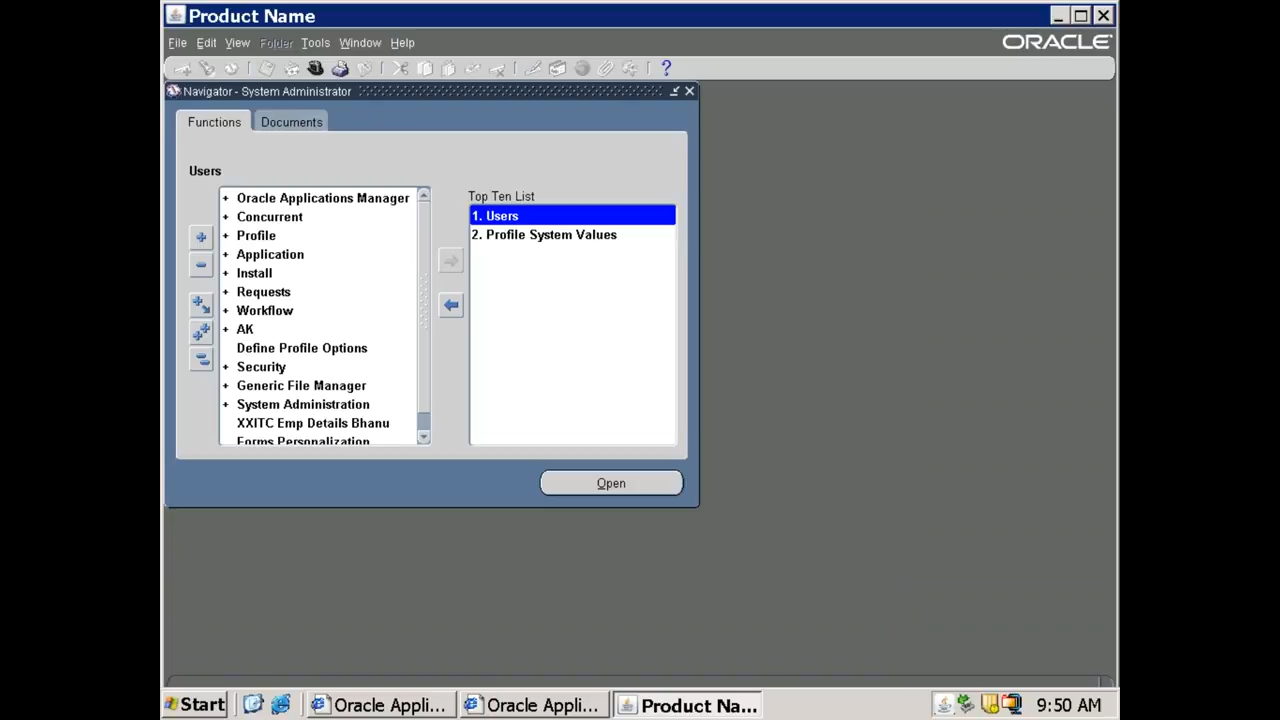 Product Name
File Edit View Folder Tools Window Help
ORACLE
?
Navigator - System Administrator
Functions Documents
Users
+ Oracle Applications Manager
+ Concurrent
+ Profile
+ Application
+ Install
+ Requests
+ Workflow
+ AK
Define Profile Options
+ Security
+ Generic File Manager
+ System Administration
XXITC Emp Details Bhanu
Forms Personalization
Top Ten List
1. Users
2. Profile System Values
Open
Start Oracle Appli... Oracle Appli... Product Na... 9:50 AM